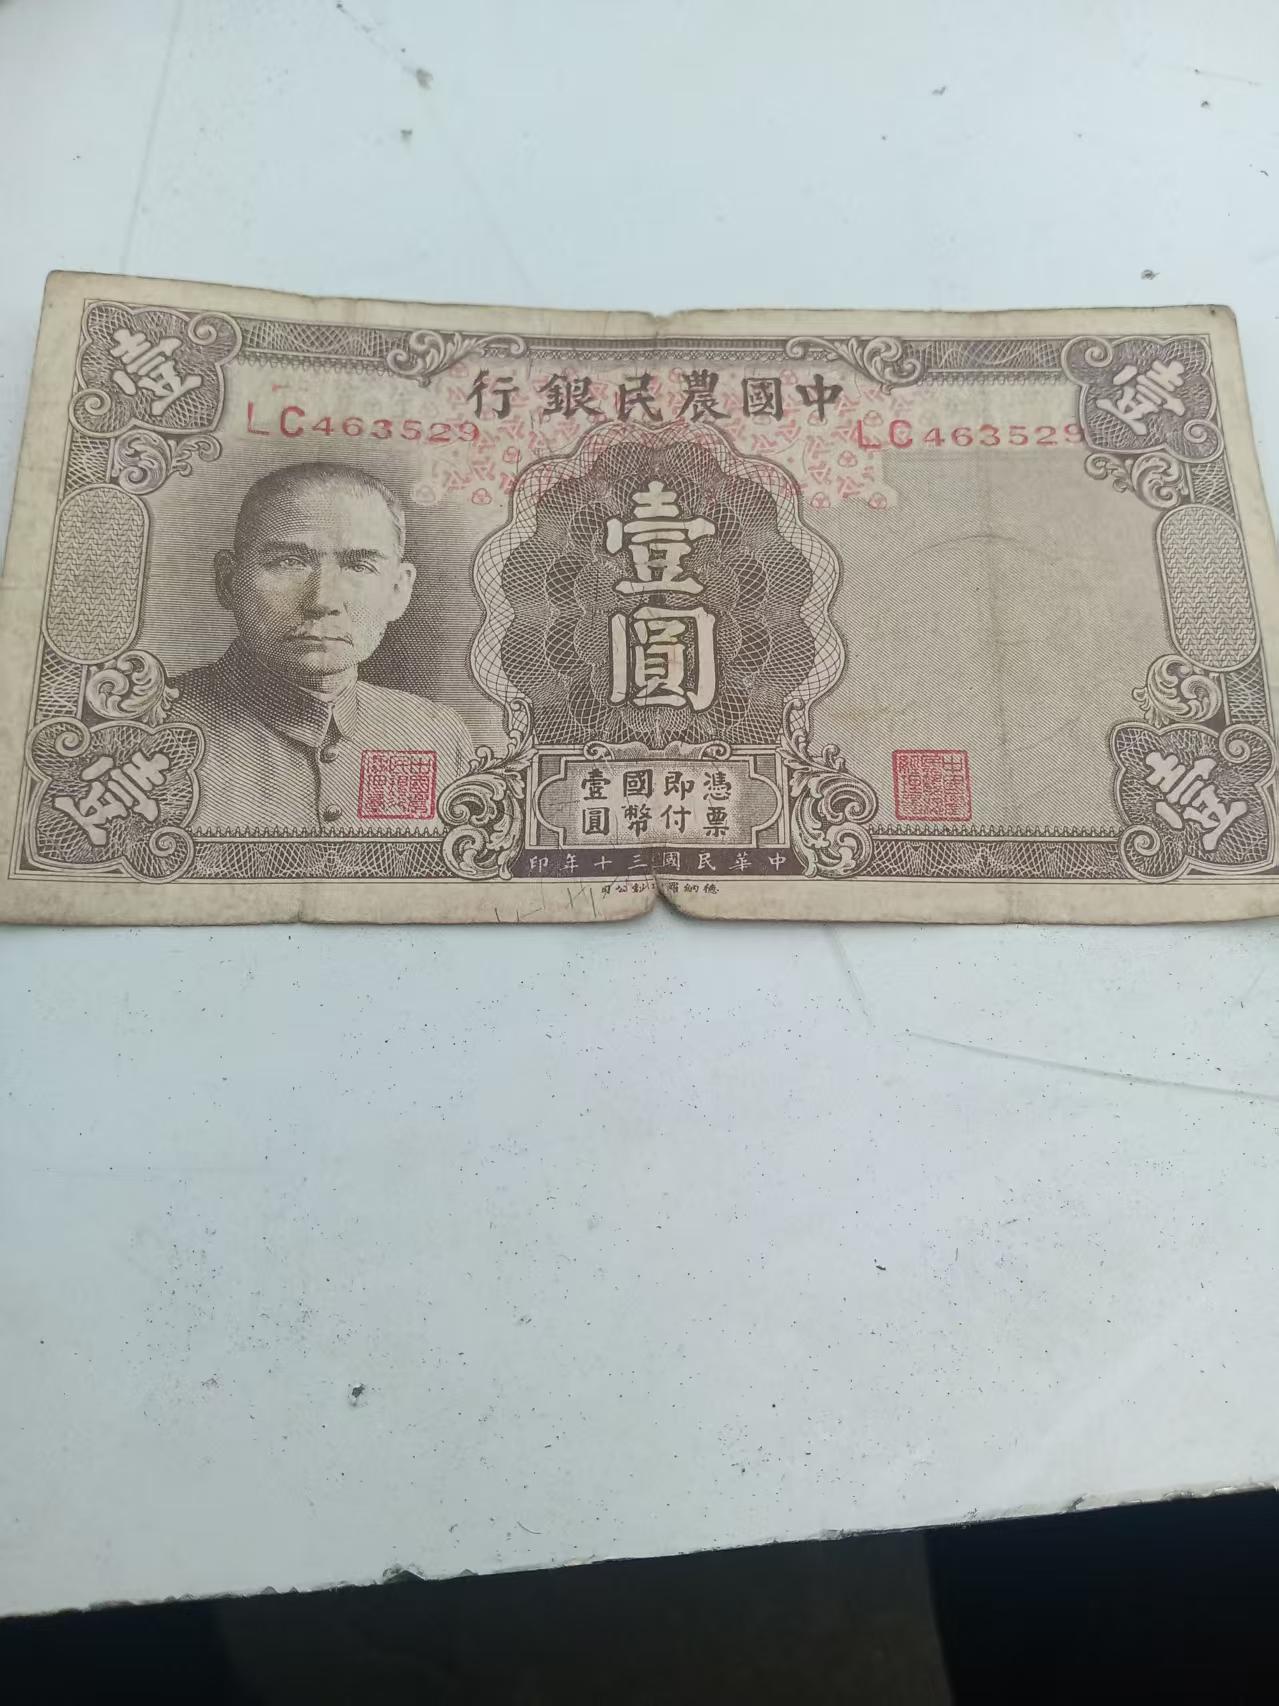 壹
壹
中國農民銀行
LC463529
LC463529
壹圓
憑票即付國幣壹圓
壹
壹
中華民國三十年印